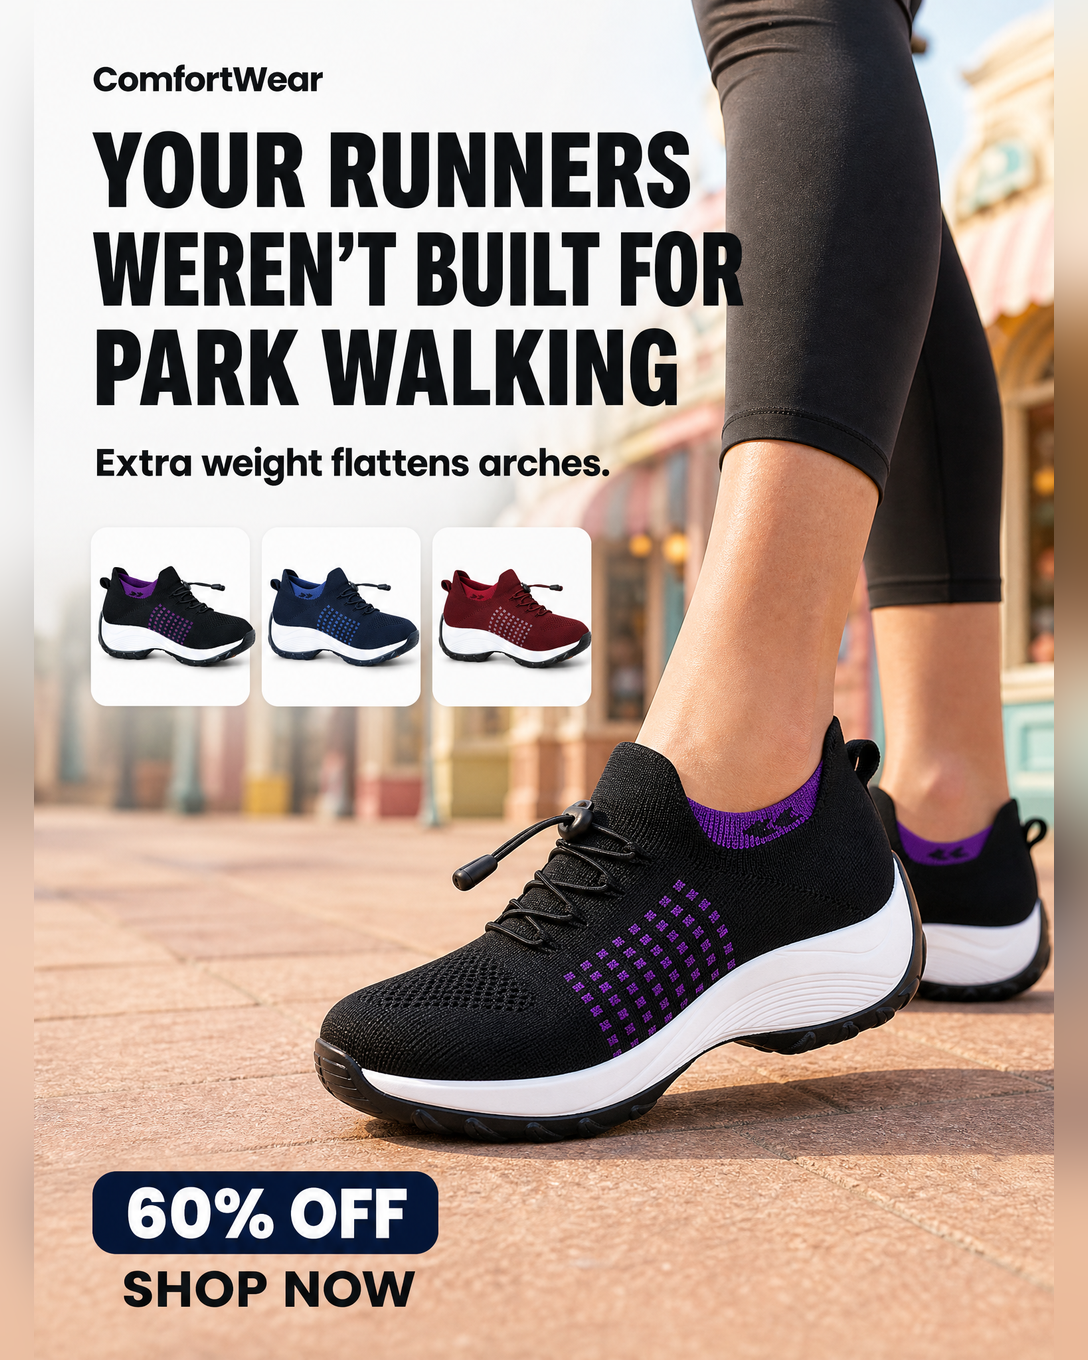 ComfortWear
YOUR RUNNERS
WEREN’T BUILT FOR
PARK WALKING
Extra weight flattens arches.
60% OFF
SHOP NOW